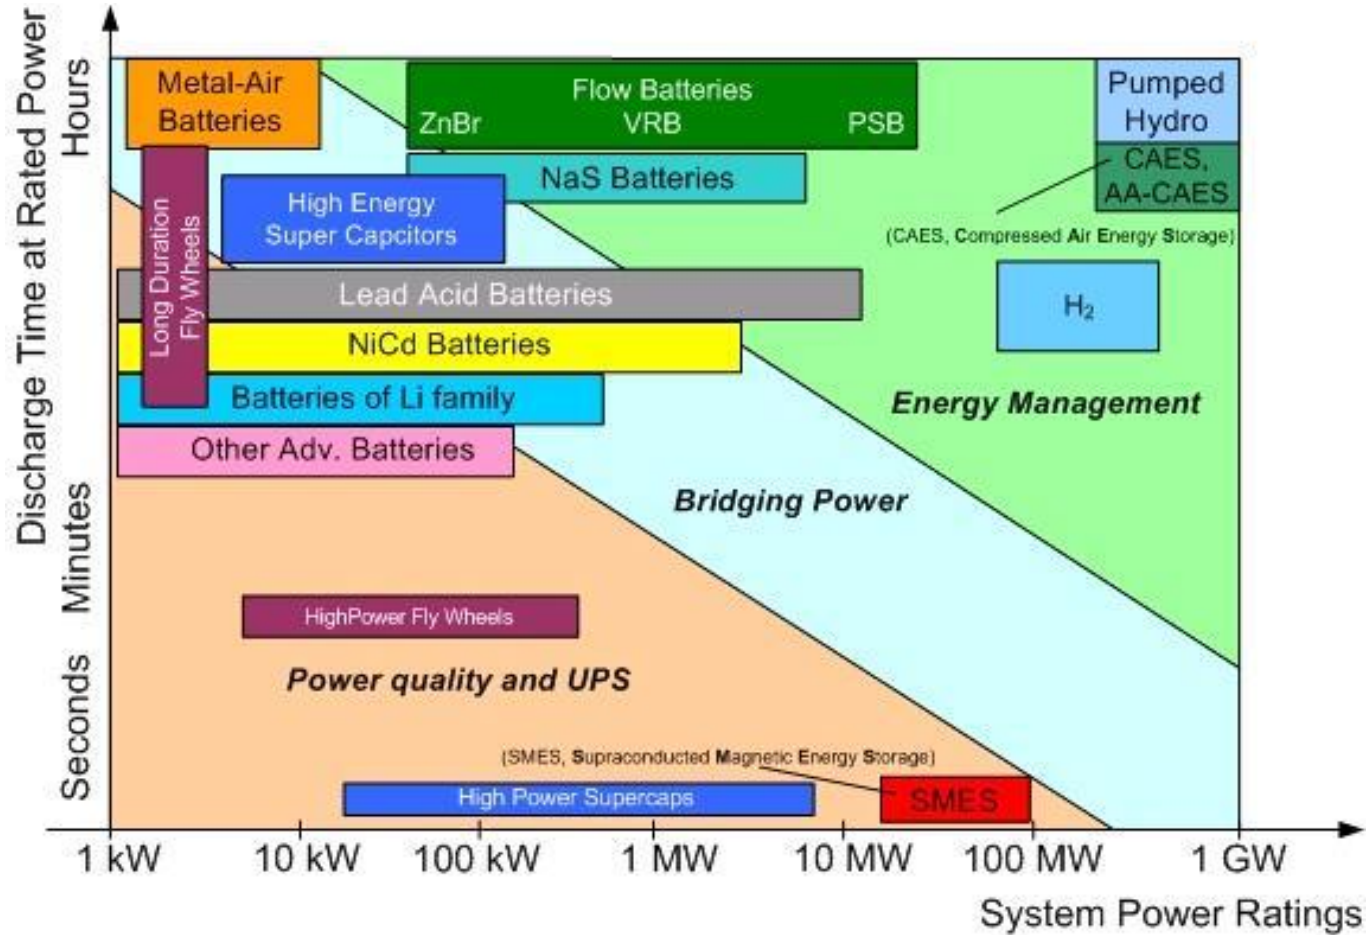 Discharge Time at Rated Power
Hours
Minutes
Seconds
Metal-Air
Batteries
Flow Batteries
ZnBr VRB PSB
Pumped
Hydro
CAES,
AA-CAES
NaS Batteries
(CAES, Compressed Air Energy Storage)
High Energy
Super Capcitors
Long Duration
Fly Wheels
Lead Acid Batteries
H₂
NiCd Batteries
Batteries of Li family
Energy Management
Other Adv. Batteries
Bridging Power
HighPower Fly Wheels
Power quality and UPS
(SMES, Supraconducted Magnetic Energy Storage)
High Power Supercaps
SMES
1 kW 10 kW 100 kW 1 MW 10 MW 100 MW 1 GW
System Power Ratings